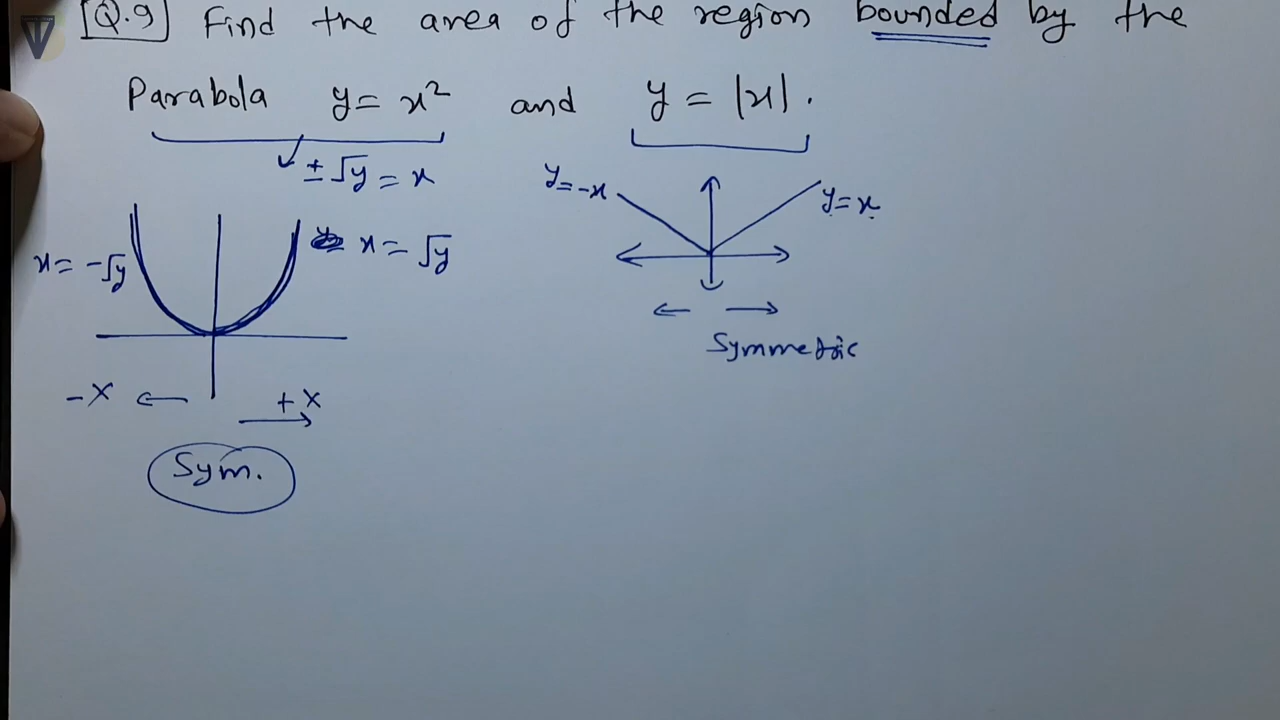 [Q.9] Find the area of the region bounded by the
Parabola y = x² and y = |x|.
± √y = x
y = -x
y = x
x = -√y
x = √y
Symmetric
-X
+X
Sym.